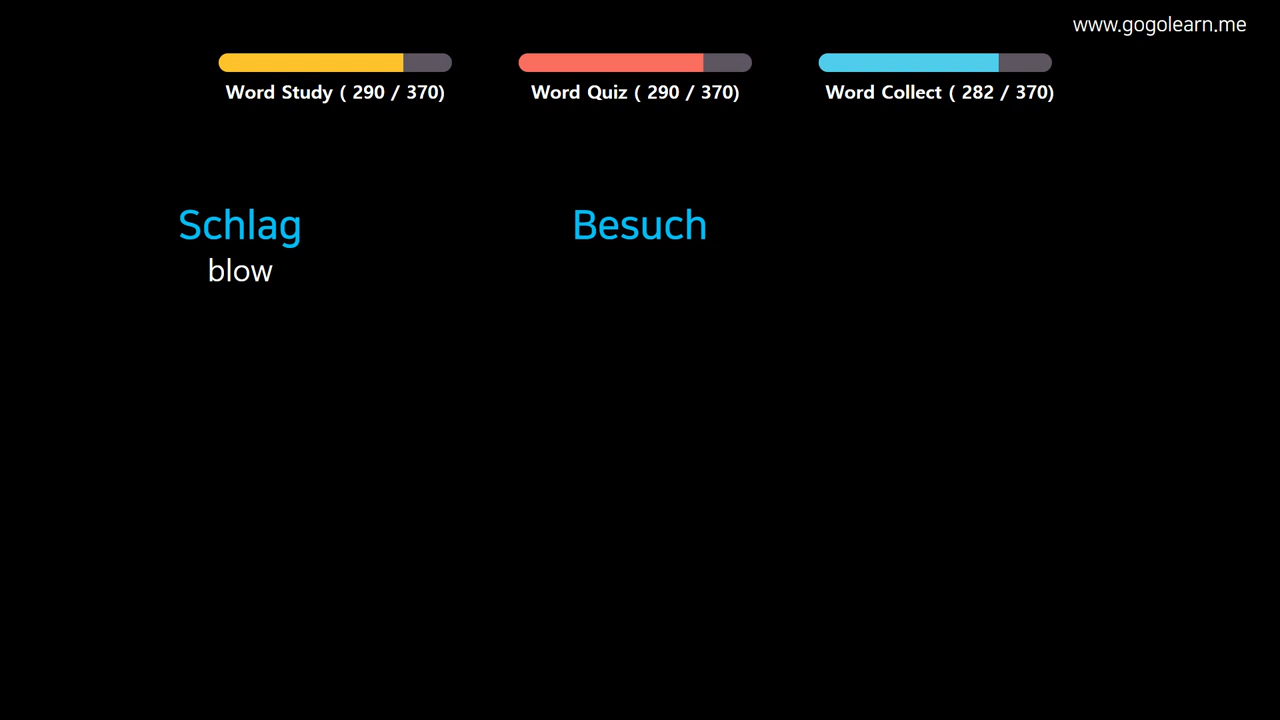 www.gogolearn.me
Word Study ( 290 / 370)
Word Quiz ( 290 / 370)
Word Collect ( 282 / 370)
Schlag
blow
Besuch